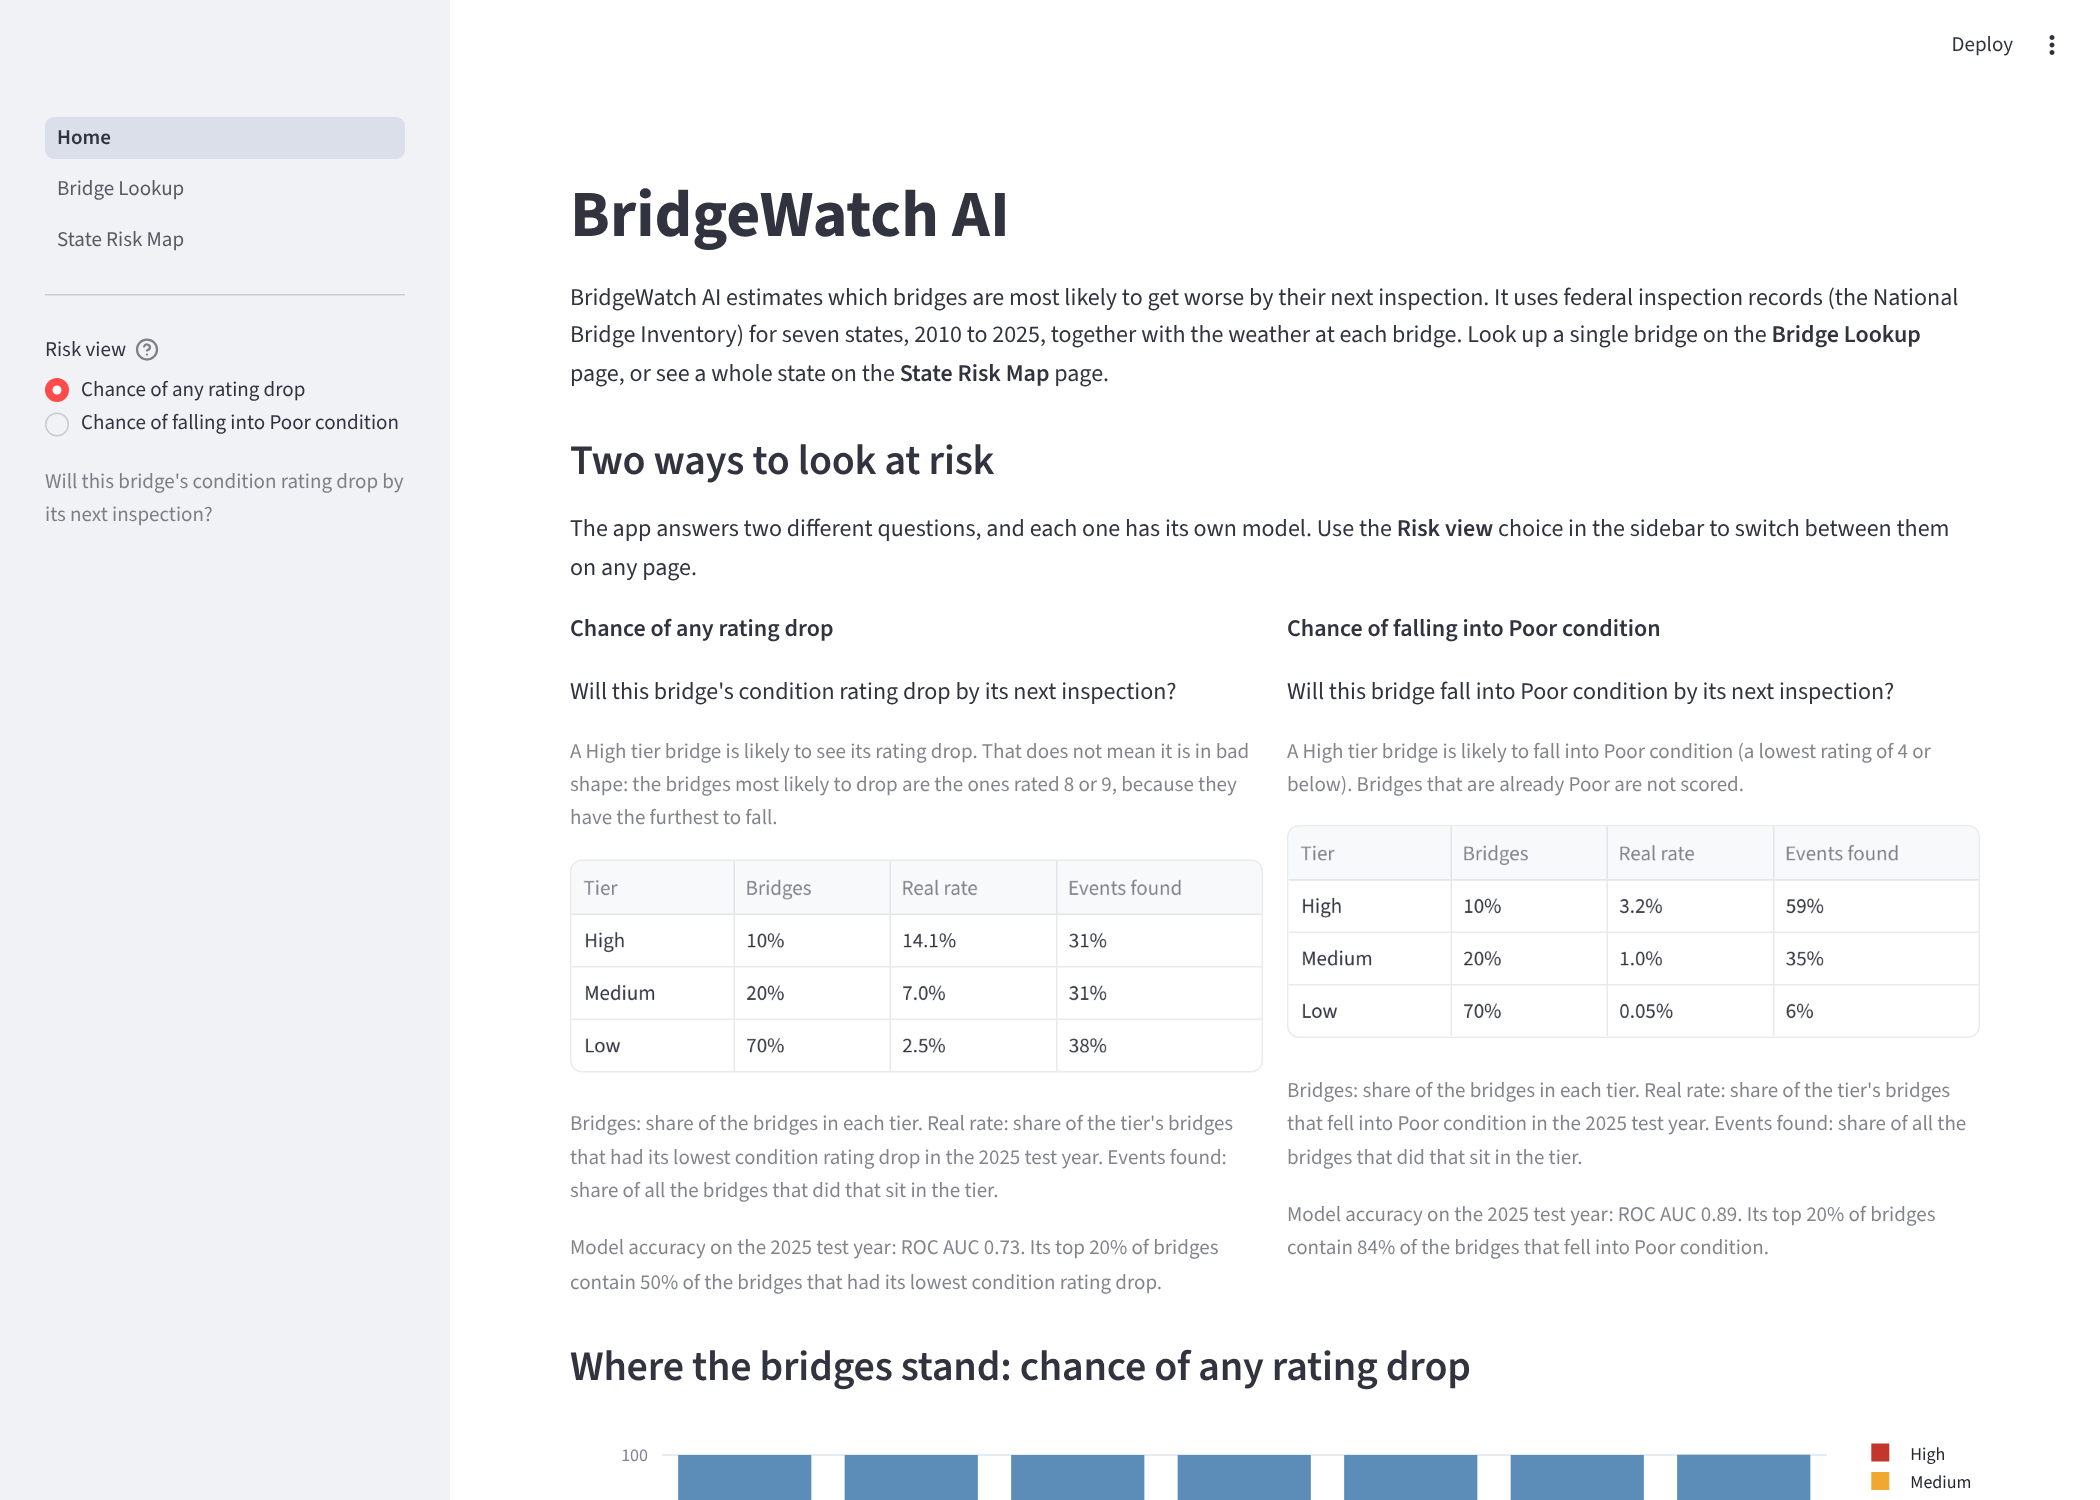 Deploy
Home
Bridge Lookup
State Risk Map
Risk view
Chance of any rating drop
Chance of falling into Poor condition
Will this bridge's condition rating drop by
its next inspection?
BridgeWatch AI
BridgeWatch AI estimates which bridges are most likely to get worse by their next inspection. It uses federal inspection records (the National
Bridge Inventory) for seven states, 2010 to 2025, together with the weather at each bridge. Look up a single bridge on the Bridge Lookup
page, or see a whole state on the State Risk Map page.
Two ways to look at risk
The app answers two different questions, and each one has its own model. Use the Risk view choice in the sidebar to switch between them
on any page.
Chance of any rating drop
Will this bridge's condition rating drop by its next inspection?
A High tier bridge is likely to see its rating drop. That does not mean it is in bad
shape: the bridges most likely to drop are the ones rated 8 or 9, because they
have the furthest to fall.
Tier Bridges Real rate Events found
High 10% 14.1% 31%
Medium 20% 7.0% 31%
Low 70% 2.5% 38%
Bridges: share of the bridges in each tier. Real rate: share of the tier's bridges
that had its lowest condition rating drop in the 2025 test year. Events found:
share of all the bridges that did that sit in the tier.
Model accuracy on the 2025 test year: ROC AUC 0.73. Its top 20% of bridges
contain 50% of the bridges that had its lowest condition rating drop.
Chance of falling into Poor condition
Will this bridge fall into Poor condition by its next inspection?
A High tier bridge is likely to fall into Poor condition (a lowest rating of 4 or
below). Bridges that are already Poor are not scored.
Tier Bridges Real rate Events found
High 10% 3.2% 59%
Medium 20% 1.0% 35%
Low 70% 0.05% 6%
Bridges: share of the bridges in each tier. Real rate: share of the tier's bridges
that fell into Poor condition in the 2025 test year. Events found: share of all the
bridges that did that sit in the tier.
Model accuracy on the 2025 test year: ROC AUC 0.89. Its top 20% of bridges
contain 84% of the bridges that fell into Poor condition.
Where the bridges stand: chance of any rating drop
100
High
Medium